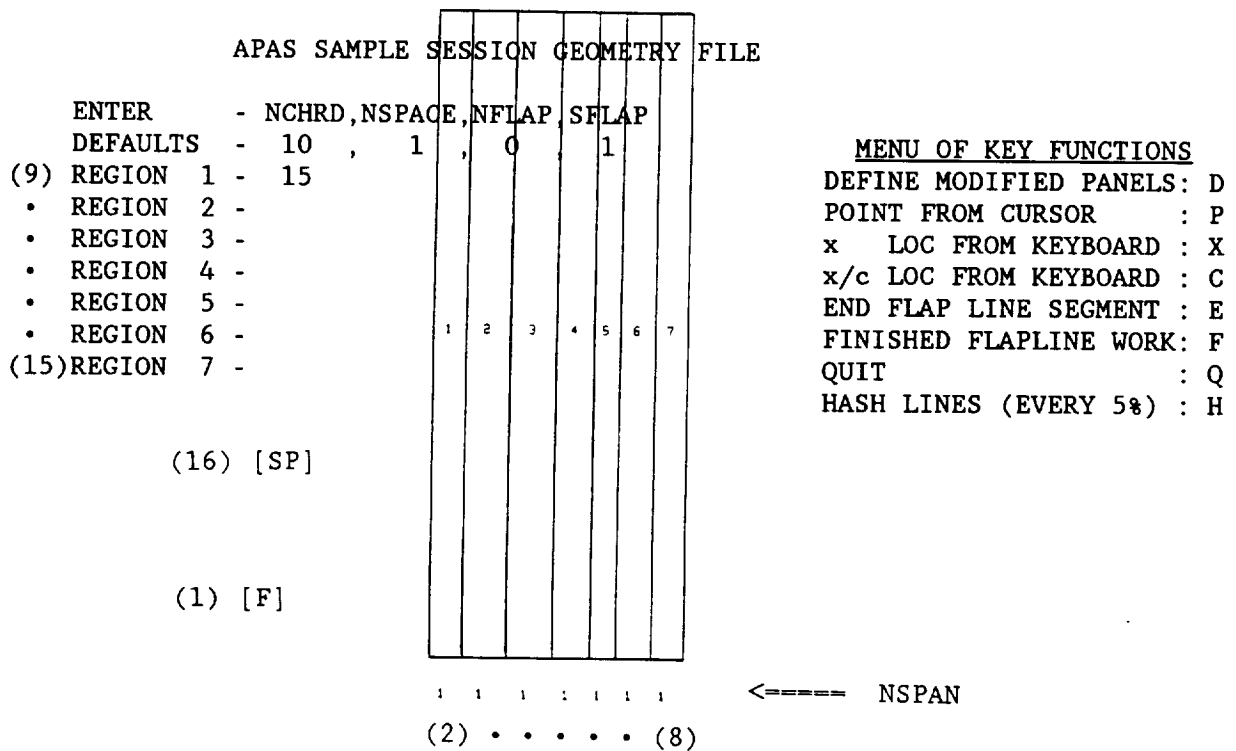 APAS SAMPLE SESSION GEOMETRY FILE
ENTER - NCHRD,NSPACE,NFLAP,SFLAP
DEFAULTS - 10 , 1 , 0 , 1
(9) REGION 1 - 15
• REGION 2 -
• REGION 3 -
• REGION 4 -
• REGION 5 -
• REGION 6 -
(15)REGION 7 -
1 2 3 4 5 6 7
MENU OF KEY FUNCTIONS
DEFINE MODIFIED PANELS: D
POINT FROM CURSOR : P
x LOC FROM KEYBOARD : X
x/c LOC FROM KEYBOARD : C
END FLAP LINE SEGMENT : E
FINISHED FLAPLINE WORK: F
QUIT : Q
HASH LINES (EVERY 5%) : H
(16) [SP]
(1) [F]
1 1 1 1 1 1 1 <===== NSPAN
(2) • • • • • (8)